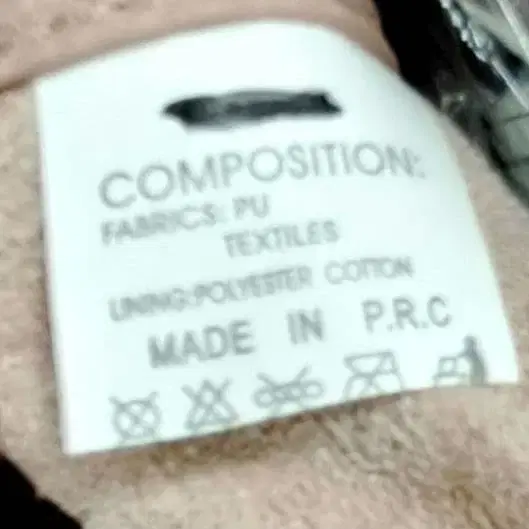 COMPOSITION:
FABRICS: PU
TEXTILES
LINING:POLYESTER COTTON
MADE IN P.R.C